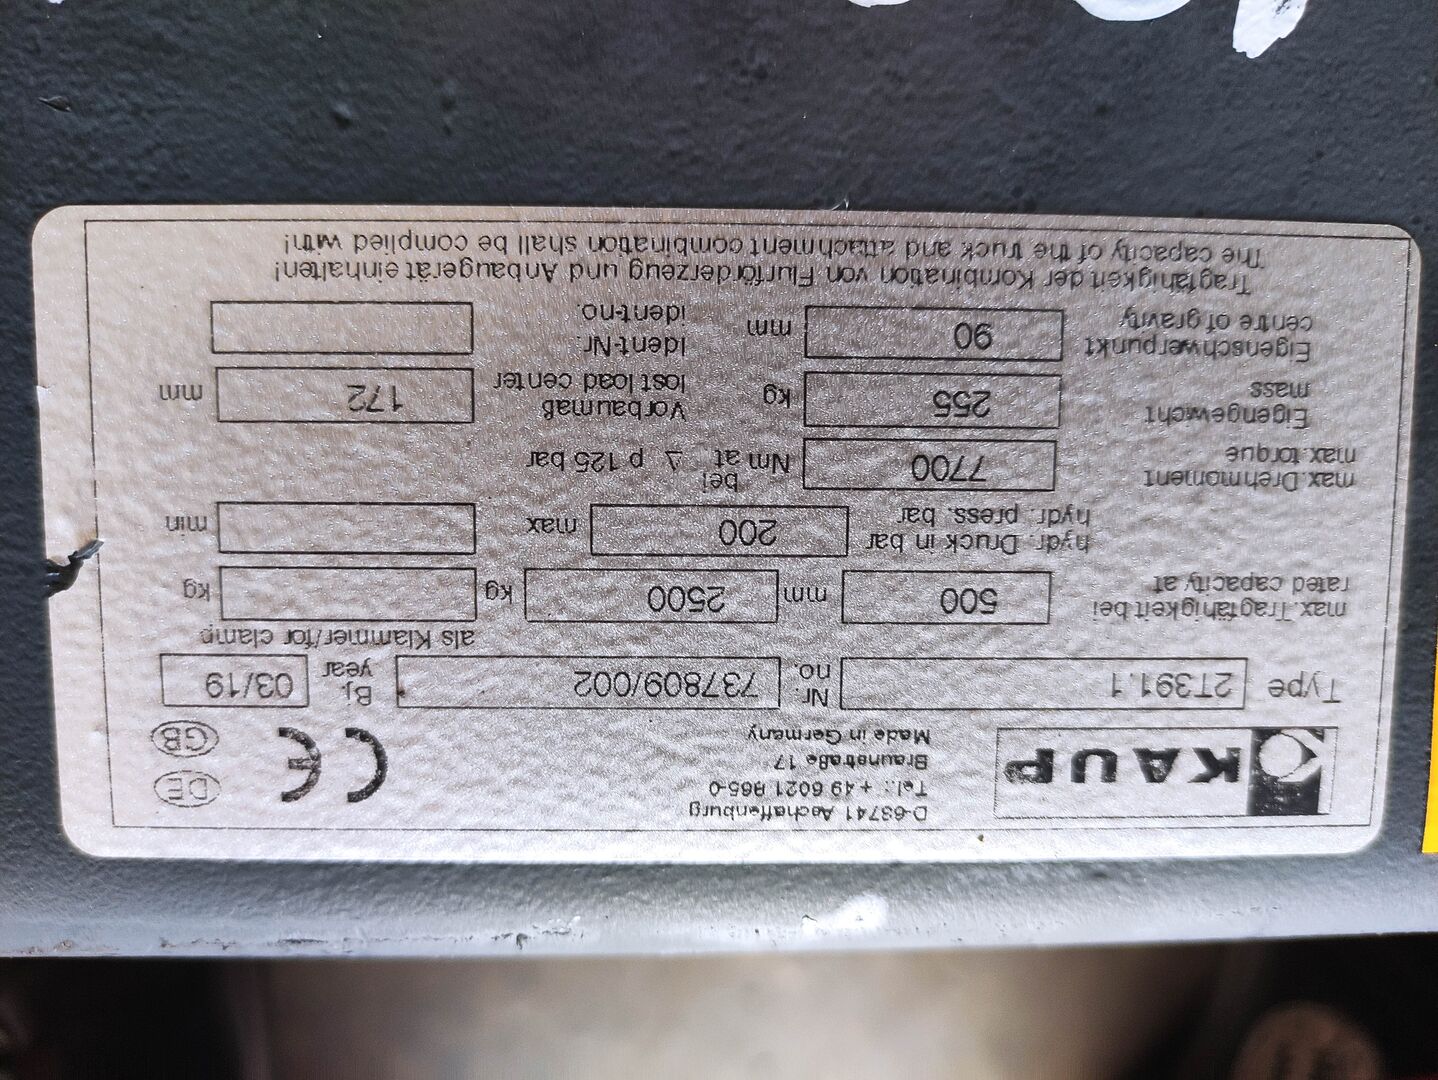 KAUP
D-63741 Aschaffenburg
Tel.: + 49 6021 865-0
Braunstraße 17
Made in Germany
CE
DE
GB
Type 2T391.1 Nr. no. 737809/002 Bj. year 03/19
als Klammer/for clamp
max. Tragfähigkeit bei rated capacity at 500 mm 2500 kg kg
hydr. Druck in bar hydr. press. bar 200 max min
max. Drehmoment max. torque 7700 Nm bei at Δ p 125 bar
Eigengewicht mass 255 kg Vorbaumaß lost load center 172 mm
Eigenschwerpunkt centre of gravity 90 mm Ident-Nr. ident-no.
Tragfähigkeit der Kombination von Flurförderzeug und Anbaugerät einhalten!
The capacity of the truck and attachment combination shall be complied with!